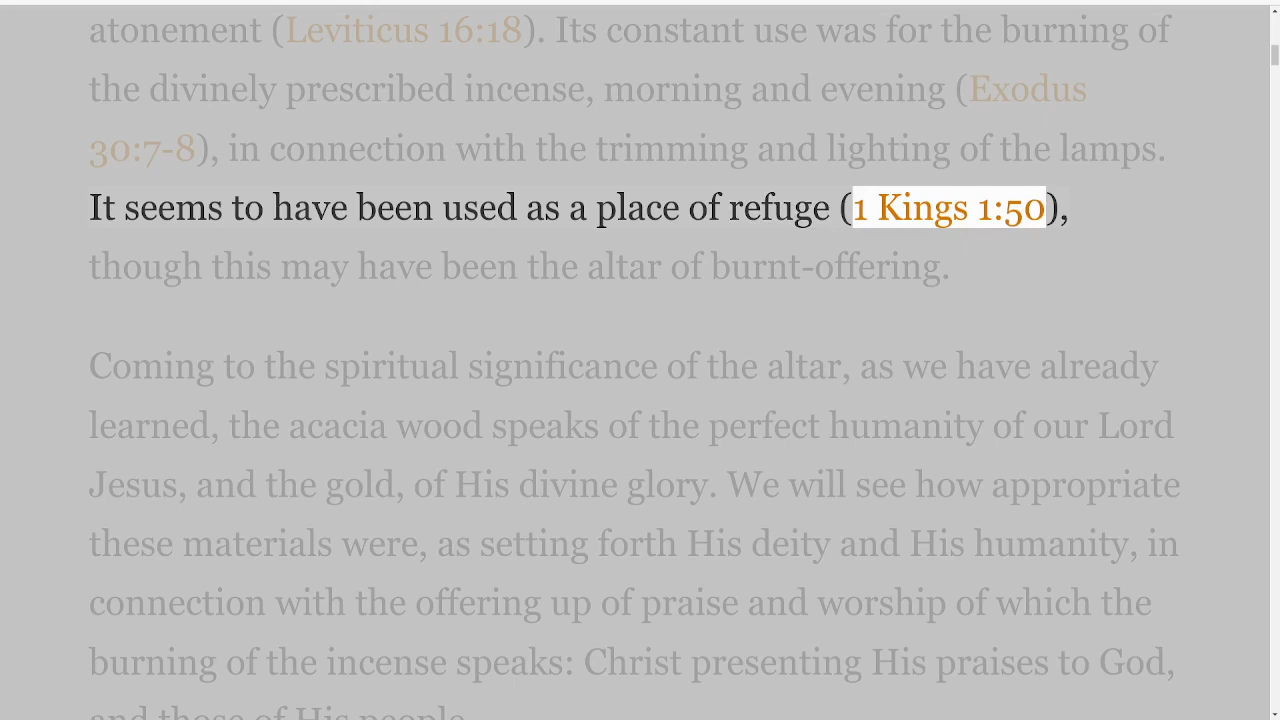 atonement (Leviticus 16:18). Its constant use was for the burning of
the divinely prescribed incense, morning and evening (Exodus
30:7-8), in connection with the trimming and lighting of the lamps.
It seems to have been used as a place of refuge (1 Kings 1:50),
though this may have been the altar of burnt-offering.
Coming to the spiritual significance of the altar, as we have already
learned, the acacia wood speaks of the perfect humanity of our Lord
Jesus, and the gold, of His divine glory. We will see how appropriate
these materials were, as setting forth His deity and His humanity, in
connection with the offering up of praise and worship of which the
burning of the incense speaks: Christ presenting His praises to God,
and those of His people.